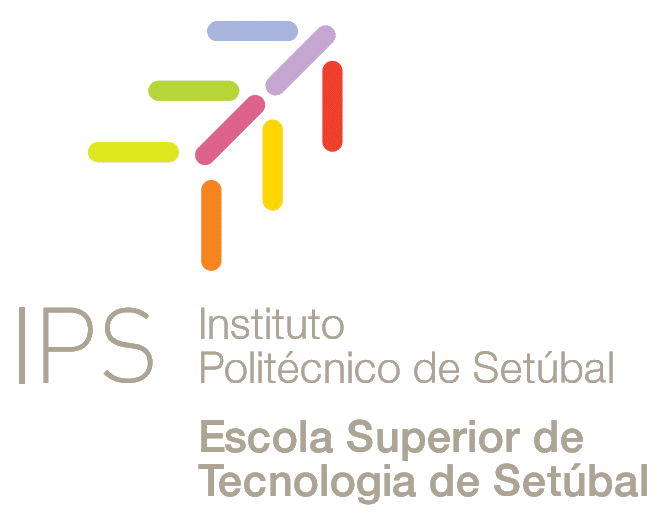 IPS
Instituto
Politécnico de Setúbal
Escola Superior de
Tecnologia de Setúbal